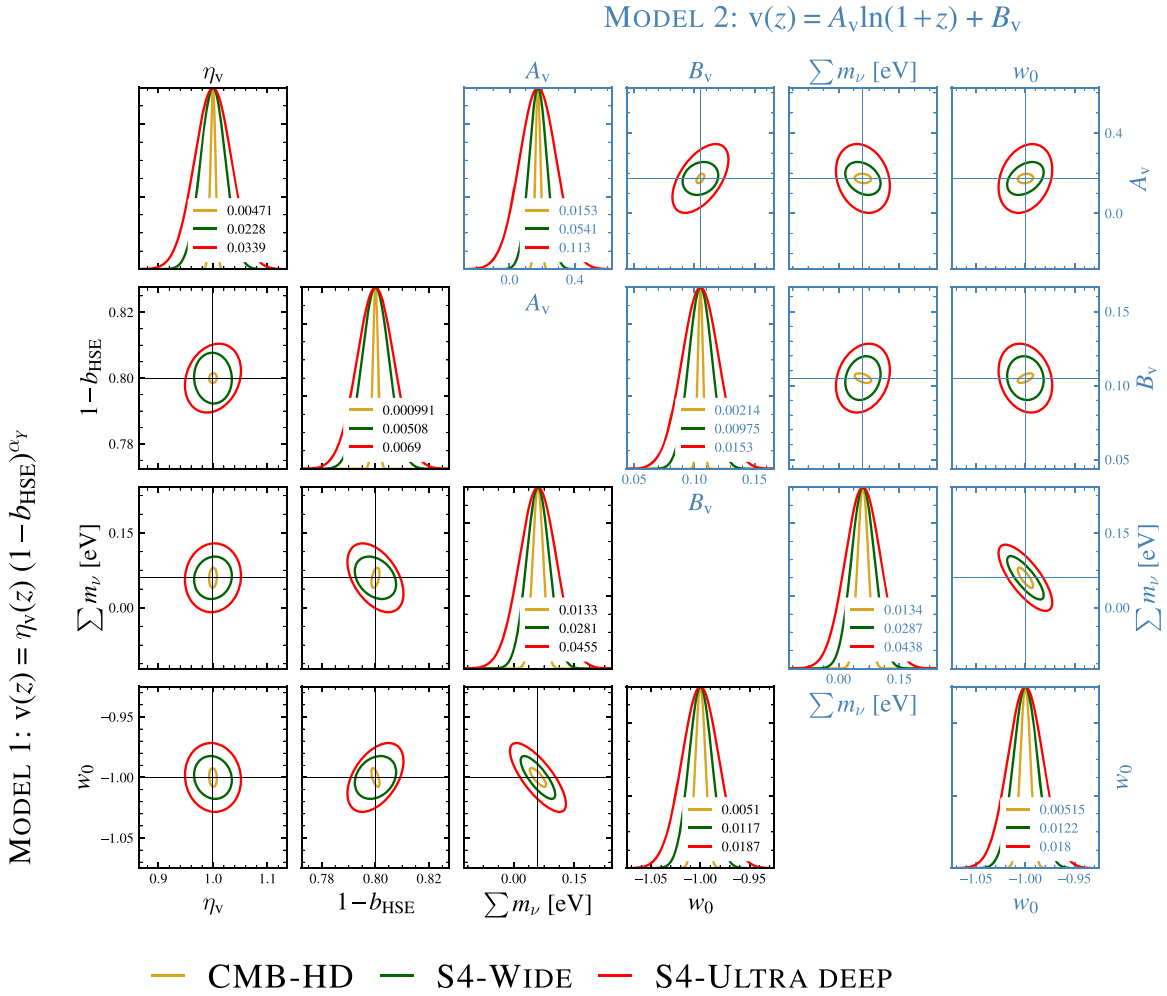 MODEL 2: v(z) = A_v ln(1+z) + B_v
η_v
A_v
B_v
∑ m_ν [eV]
w_0
0.00471
0.0228
0.0339
0.0153
0.0541
0.113
0.4
0.0
A_v
0.0 0.4
A_v
0.82
0.80
0.78
1−b_HSE
0.000991
0.00508
0.0069
0.00214
0.00975
0.0153
0.15
0.10
0.05
B_v
0.05 0.10 0.15
B_v
0.15
0.00
∑ m_ν [eV]
0.0133
0.0281
0.0455
0.0134
0.0287
0.0438
0.15
0.00
∑ m_ν [eV]
0.00 0.15
∑ m_ν [eV]
−0.95
−1.00
−1.05
w_0
0.0051
0.0117
0.0187
0.00515
0.0122
0.018
w_0
0.9 1.0 1.1
0.78 0.80 0.82
0.00 0.15
−1.05 −1.00 −0.95
−1.05 −1.00 −0.95
η_v
1−b_HSE
∑ m_ν [eV]
w_0
w_0
MODEL 1: v(z) = η_v(z) (1−b_HSE)^α_Y
CMB-HD S4-WIDE S4-ULTRA DEEP